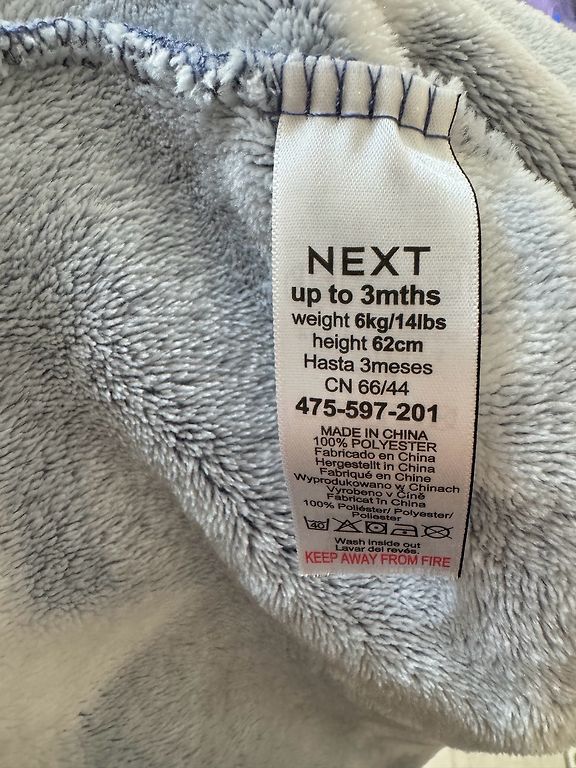 NEXT
up to 3mths
weight 6kg/14lbs
height 62cm
Hasta 3meses
CN 66/44
475-597-201
MADE IN CHINA
100% POLYESTER
Fabricado en China
Hergestellt in China
Fabriqué en Chine
Wyprodukowano w Chinach
Vyrobeno v Číně
Fabricat în China
100% Poliéster/ Polyester/
Poliester
40
Wash inside out
Lavar del revés.
KEEP AWAY FROM FIRE